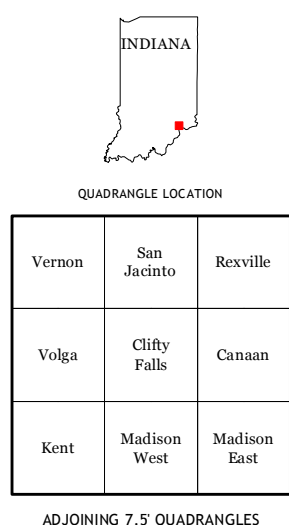 INDIANA
QUADRANGLE LOCATION
Vernon
San
Jacinto
Rexville
Volga
Clifty
Falls
Canaan
Kent
Madison
West
Madison
East
ADJOINING 7.5' QUADRANGLES